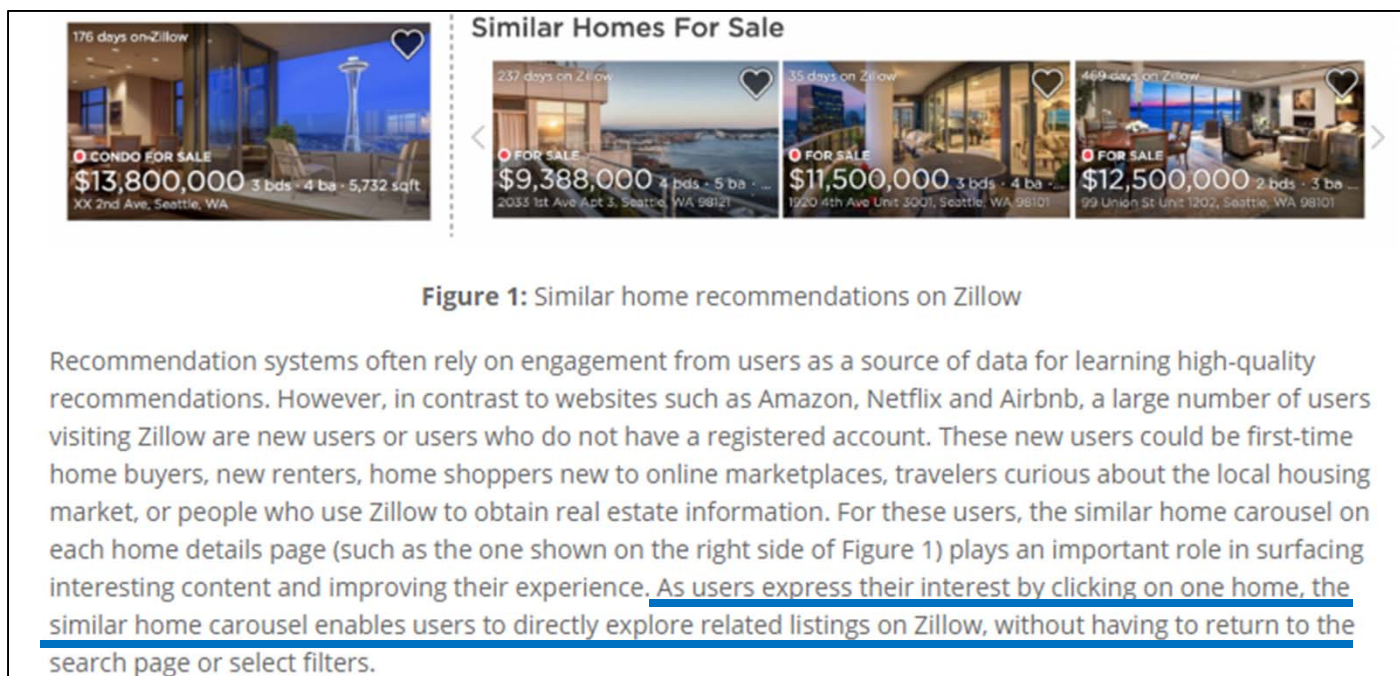 176 days on Zillow
CONDO FOR SALE
$13,800,000 3 bds · 4 ba · 5,732 sqft
XX 2nd Ave, Seattle, WA
Similar Homes For Sale
237 days on Zillow
FOR SALE
$9,388,000 4 bds · 5 ba · ...
2033 1st Ave Apt 3, Seattle, WA 98121
35 days on Zillow
FOR SALE
$11,500,000 3 bds · 4 ba · ...
1920 4th Ave Unit 3001, Seattle, WA 98101
469 days on Zillow
FOR SALE
$12,500,000 2 bds · 3 ba ...
99 Union St Unit 1202, Seattle, WA 98101
Figure 1: Similar home recommendations on Zillow
Recommendation systems often rely on engagement from users as a source of data for learning high-quality
recommendations. However, in contrast to websites such as Amazon, Netflix and Airbnb, a large number of users
visiting Zillow are new users or users who do not have a registered account. These new users could be first-time
home buyers, new renters, home shoppers new to online marketplaces, travelers curious about the local housing
market, or people who use Zillow to obtain real estate information. For these users, the similar home carousel on
each home details page (such as the one shown on the right side of Figure 1) plays an important role in surfacing
interesting content and improving their experience. As users express their interest by clicking on one home, the
similar home carousel enables users to directly explore related listings on Zillow, without having to return to the
search page or select filters.